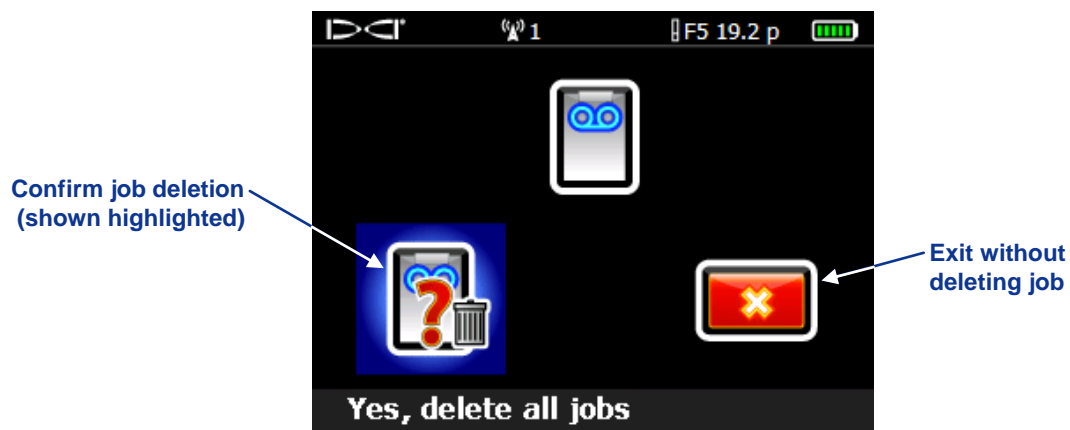 DCI 1 F5 19.2 p
Confirm job deletion
(shown highlighted)
Exit without
deleting job
Yes, delete all jobs